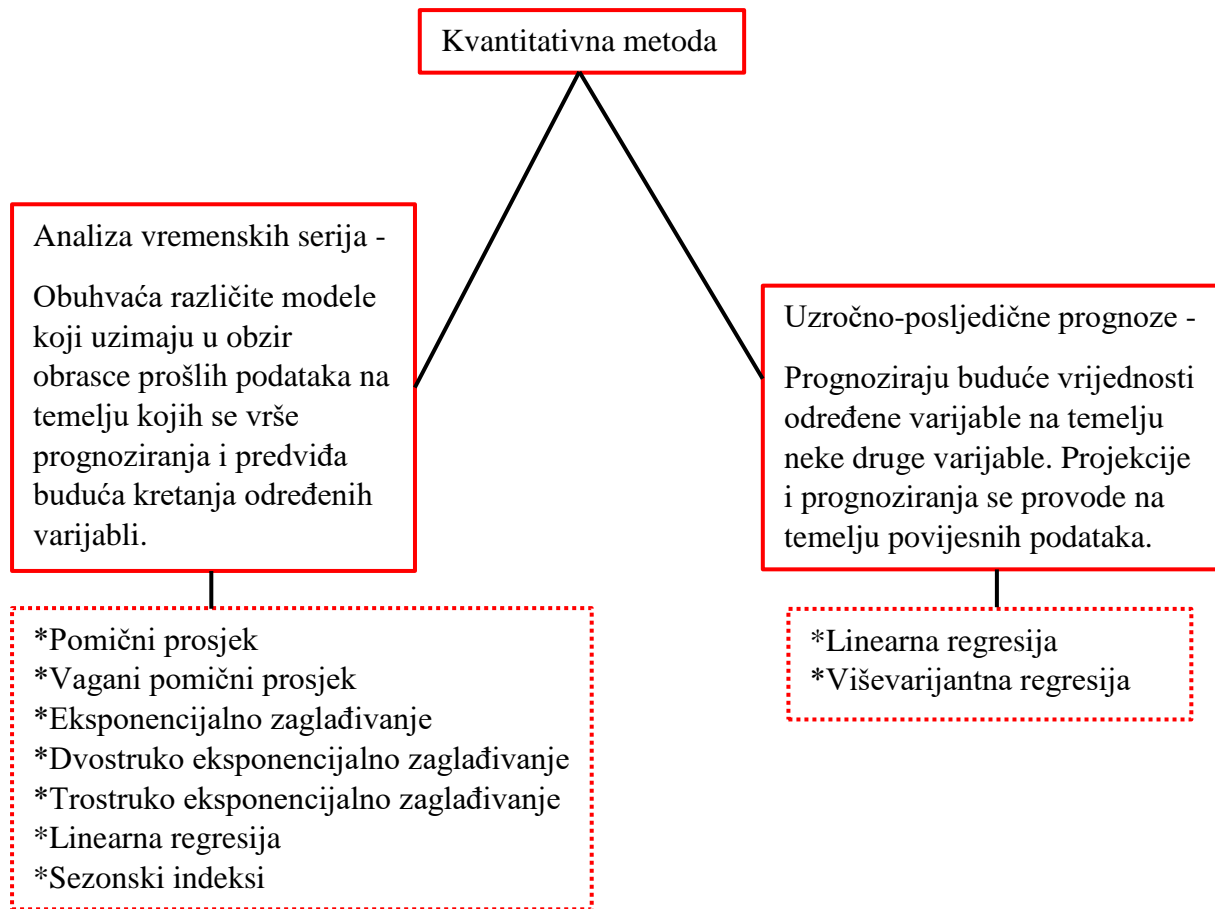 Kvantitativna metoda
Analiza vremenskih serija -
Obuhvaća različite modele
koji uzimaju u obzir
obrasce prošlih podataka na
temelju kojih se vrše
prognoziranja i predviđa
buduća kretanja određenih
varijabli.
Uzročno-posljedične prognoze -
Prognoziraju buduće vrijednosti
određene varijable na temelju
neke druge varijable. Projekcije
i prognoziranja se provode na
temelju povijesnih podataka.
*Pomični prosjek
*Vagani pomični prosjek
*Eksponencijalno zaglađivanje
*Dvostruko eksponencijalno zaglađivanje
*Trostruko eksponencijalno zaglađivanje
*Linearna regresija
*Sezonski indeksi
*Linearna regresija
*Viševarijantna regresija